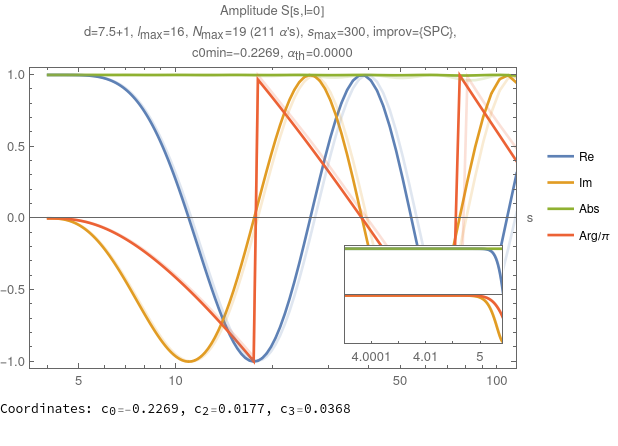 Amplitude S[s,l=0]
d=7.5+1, lmax=16, Nmax=19 (211 α's), smax=300, improv={SPC},
c0min=-0.2269, αth=0.0000
1.0
0.5
0.0
-0.5
-1.0
5
10
50
100
s
4.0001
4.01
5
Re
Im
Abs
Arg/π
Coordinates: c0=-0.2269, c2=0.0177, c3=0.0368